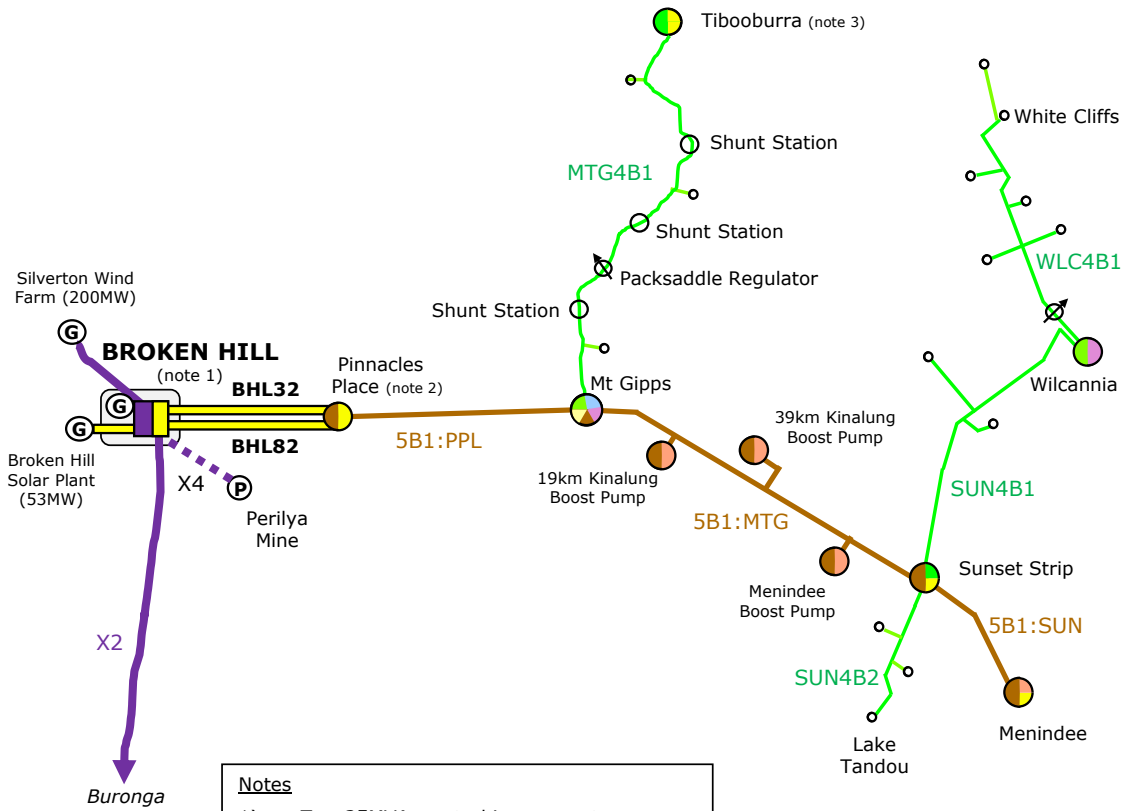 Tibooburra (note 3)
White Cliffs
Shunt Station
MTG4B1
Shunt Station
WLC4B1
Silverton Wind
Farm (200MW)
Packsaddle Regulator
Shunt Station
G
BROKEN HILL
(note 1)
Pinnacles
Place (note 2)
BHL32
Mt Gipps
Wilcannia
G
G
BHL82
5B1:PPL
39km Kinalung
Boost Pump
Broken Hill
Solar Plant
(53MW)
X4
P
Perilya
Mine
19km Kinalung
Boost Pump
SUN4B1
5B1:MTG
Menindee
Boost Pump
Sunset Strip
5B1:SUN
X2
SUN4B2
Lake
Tandou
Menindee
Buronga
Notes